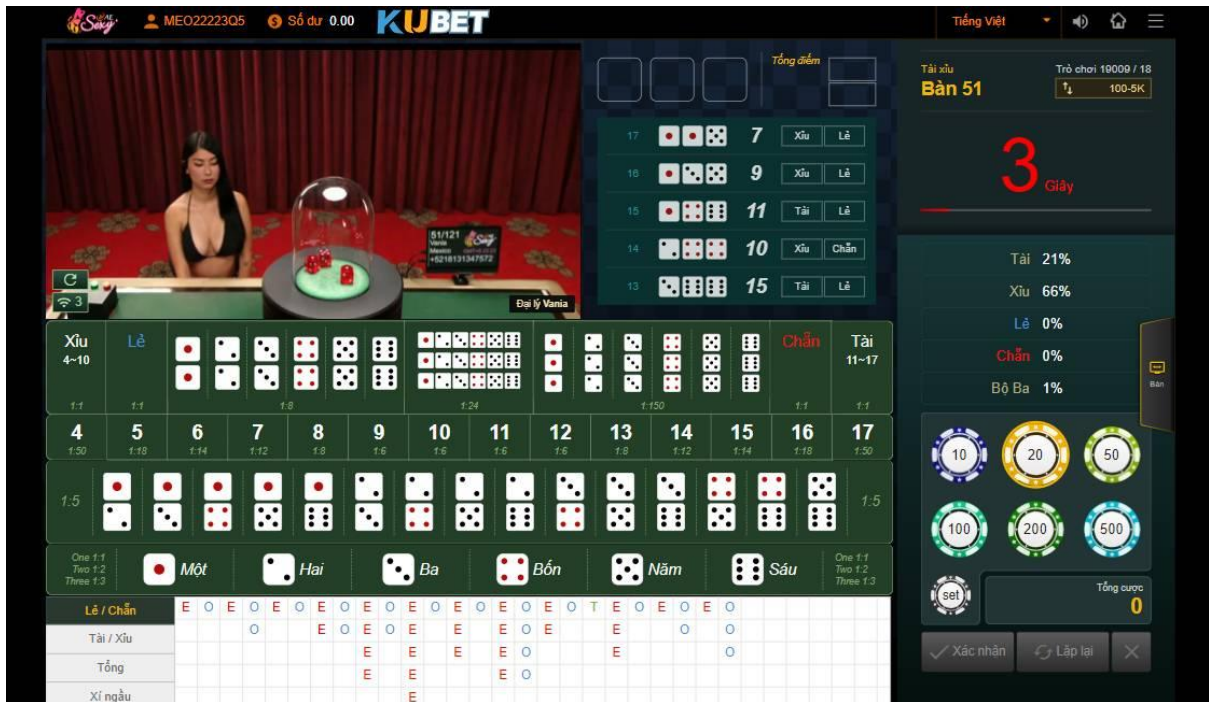 Sexy
MEO22223Q5
Số dư 0.00
KUBET
Tiếng Việt
51/121
Vania
Mexico
+5218131347572
3
Đại lý Vania
Tổng điểm
17 7 Xỉu Lẻ
16 9 Xỉu Lẻ
15 11 Tài Lẻ
14 10 Xỉu Chẵn
13 15 Tài Lẻ
Tài xỉu
Bàn 51
Trò chơi 19009 / 18
100-5K
3 Giây
Tài 21%
Xỉu 66%
Lẻ 0%
Chẵn 0%
Bộ Ba 1%
Bàn
Xỉu Lẻ Chẵn Tài
4~10 11~17
1:1 1:1 1:8 1:24 1:150 1:1 1:1
4 5 6 7 8 9 10 11 12 13 14 15 16 17
1:50 1:18 1:14 1:12 1:8 1:6 1:6 1:6 1:6 1:8 1:12 1:14 1:18 1:50
1:5 1:5
One 1:1
Two 1:2
Three 1:3
Một Hai Ba Bốn Năm Sáu
One 1:1
Two 1:2
Three 1:3
10 20 50
100 200 500
set
Tổng cược
0
Xác nhận
Lặp lại
Lẻ / Chẵn
Tài / Xỉu
Tổng
Xí ngầu
E O E O E O E O E O E O E O E O E O T E O E O E O
O E O E O E E E O E E O O
E E E E O E O
E E E O
E